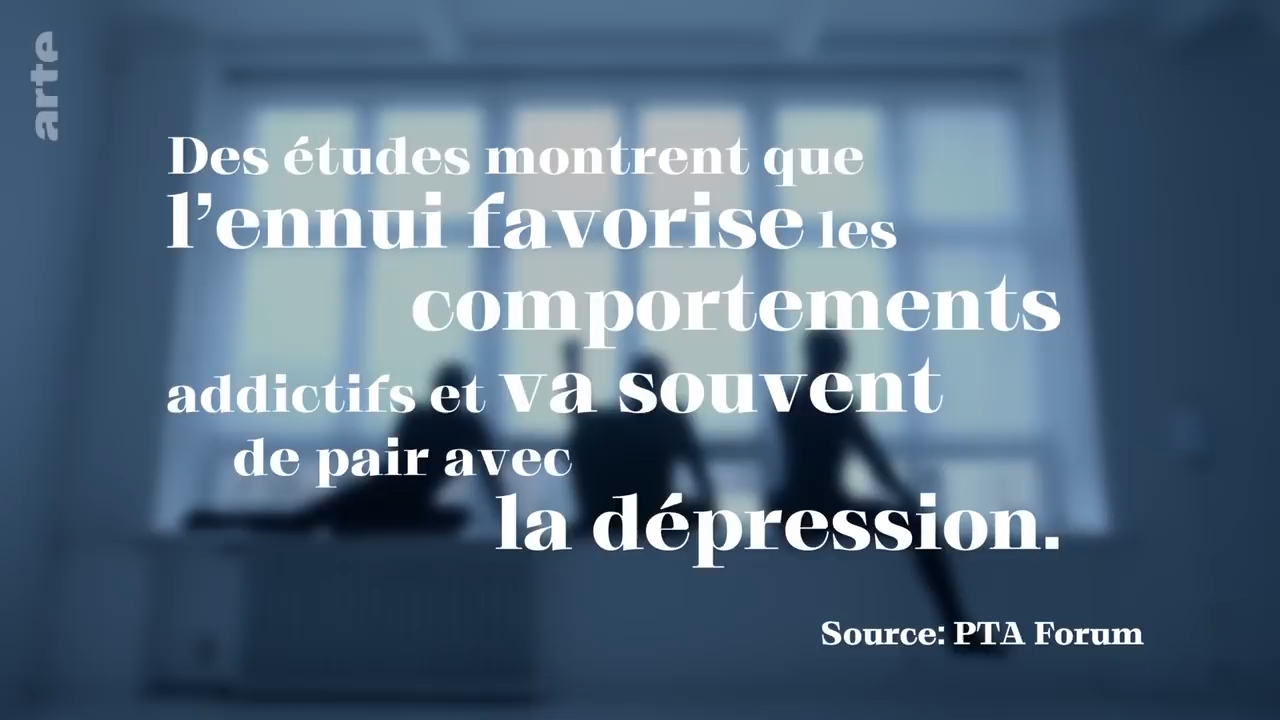 arte
Des études montrent que
l'ennui favorise les
comportements
addictifs et va souvent
de pair avec
la dépression.
Source: PTA Forum